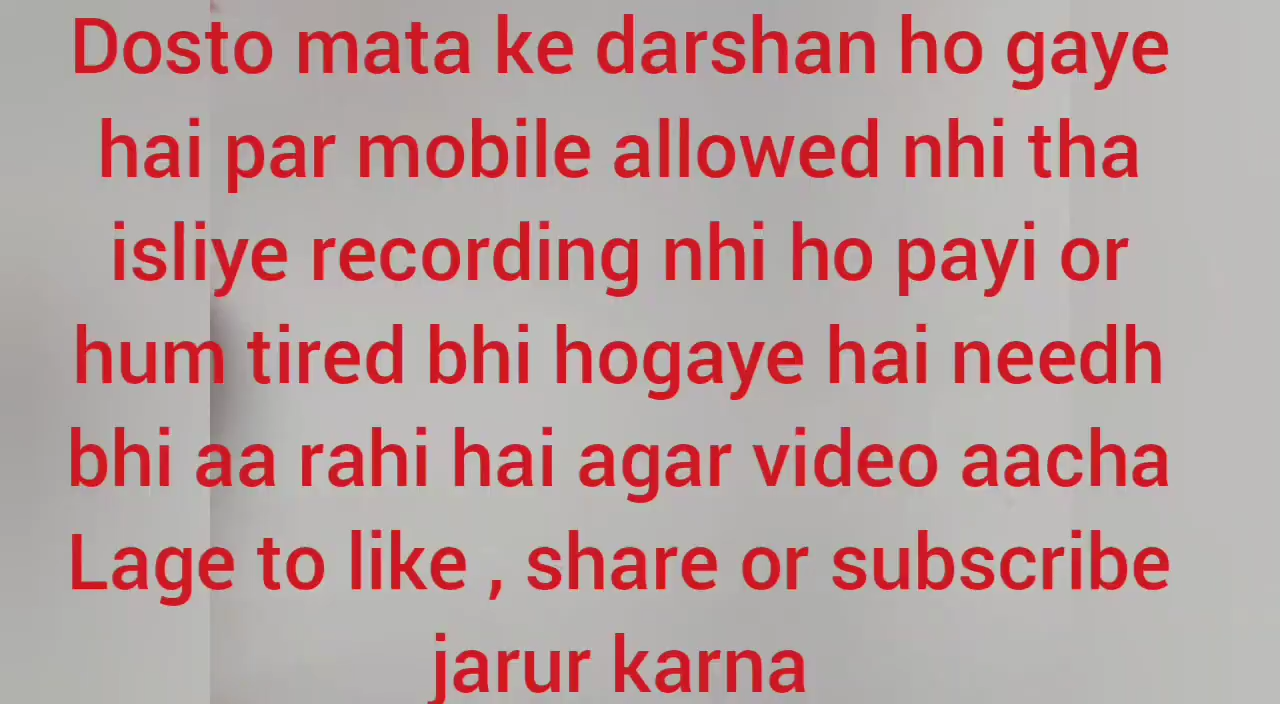 Dosto mata ke darshan ho gaye
hai par mobile allowed nhi tha
isliye recording nhi ho payi or
hum tired bhi hogaye hai needh
bhi aa rahi hai agar video aacha
Lage to like , share or subscribe
jarur karna